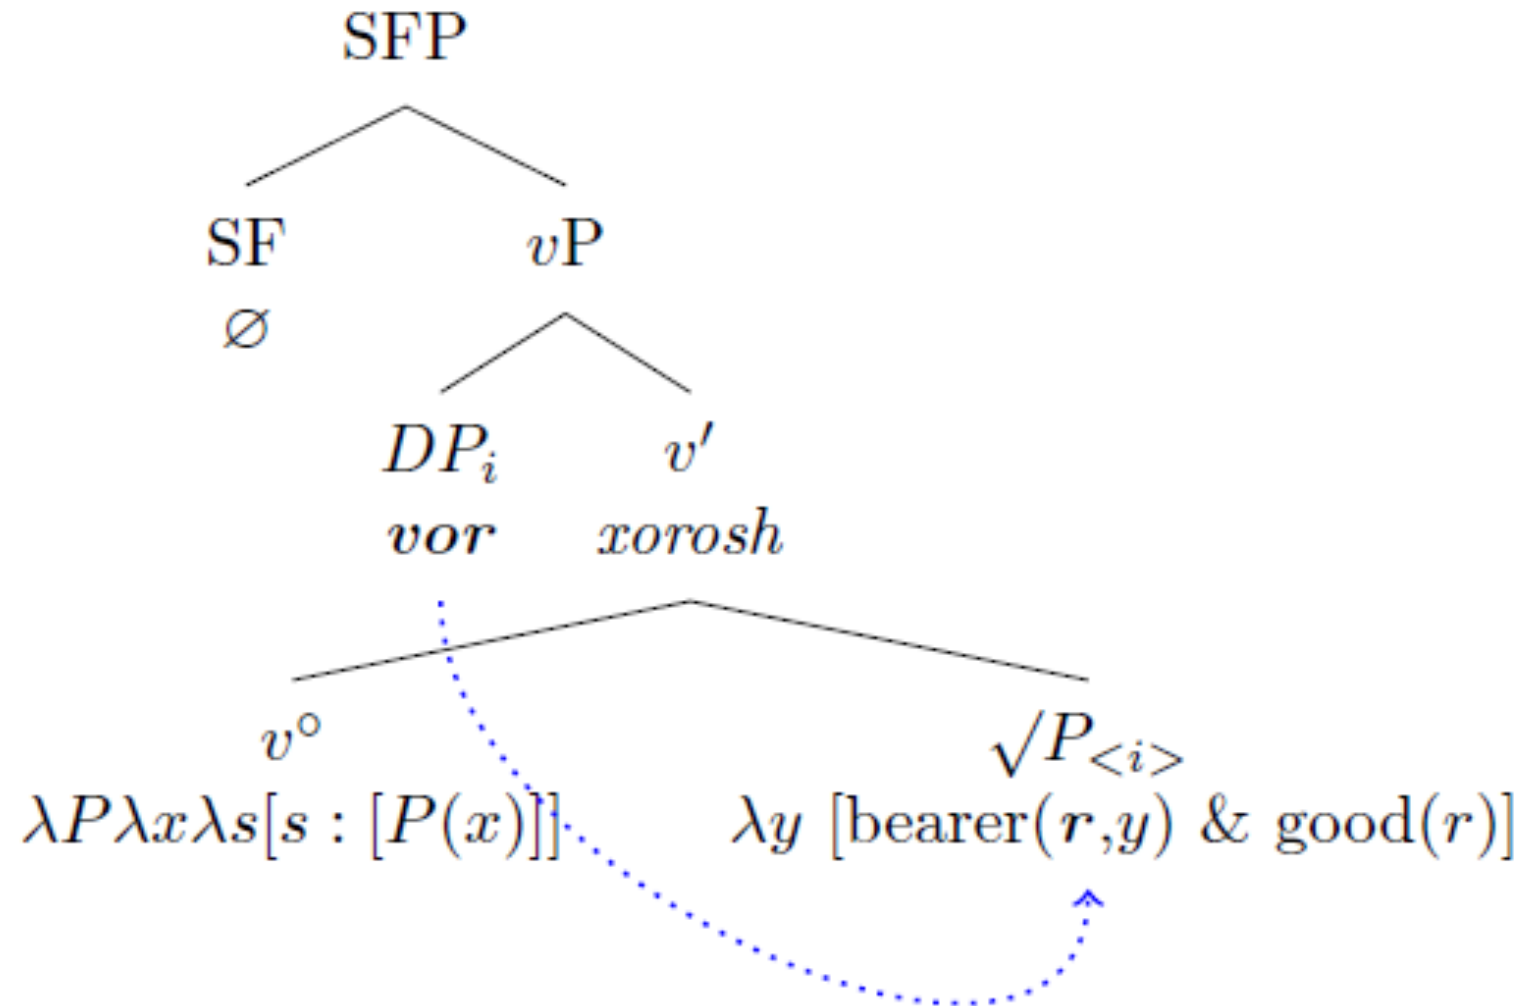 SFP
SF vP
∅
DPᵢ v′
vor xorosh
v° √P<i>
λPλxλs[s : [P(x)]] λy [bearer(r,y) & good(r)]